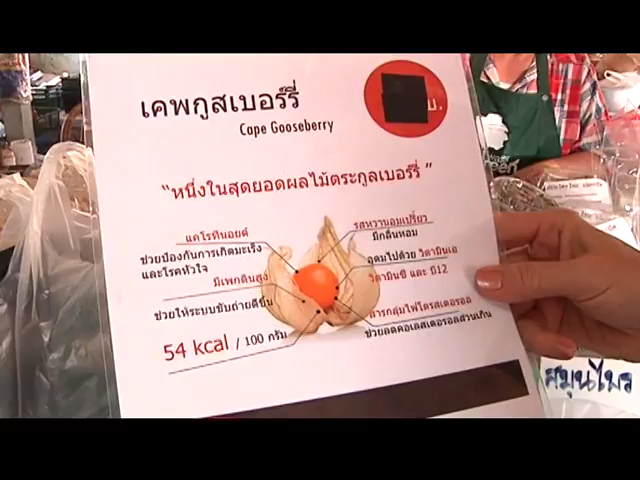 เคพกูสเบอร์รี่
Cape Gooseberry
บ.
"หนึ่งในสุดยอดผลไม้ตระกูลเบอร์รี่"
แคโรทีนอยด์
ช่วยป้องกันการเกิดมะเร็ง
และโรคหัวใจ
มีเพกตินสูง
ช่วยให้ระบบขับถ่ายดีขึ้น
54 kcal / 100 กรัม
รสหวานอมเปรี้ยว
มีกลิ่นหอม
อุดมไปด้วย วิตามินเอ
วิตามินซี และ บี12
สารกลุ่มไฟโตรสเตอรอล
ช่วยลดคอเลสเตอรอลส่วนเกิน
สมุนไพร